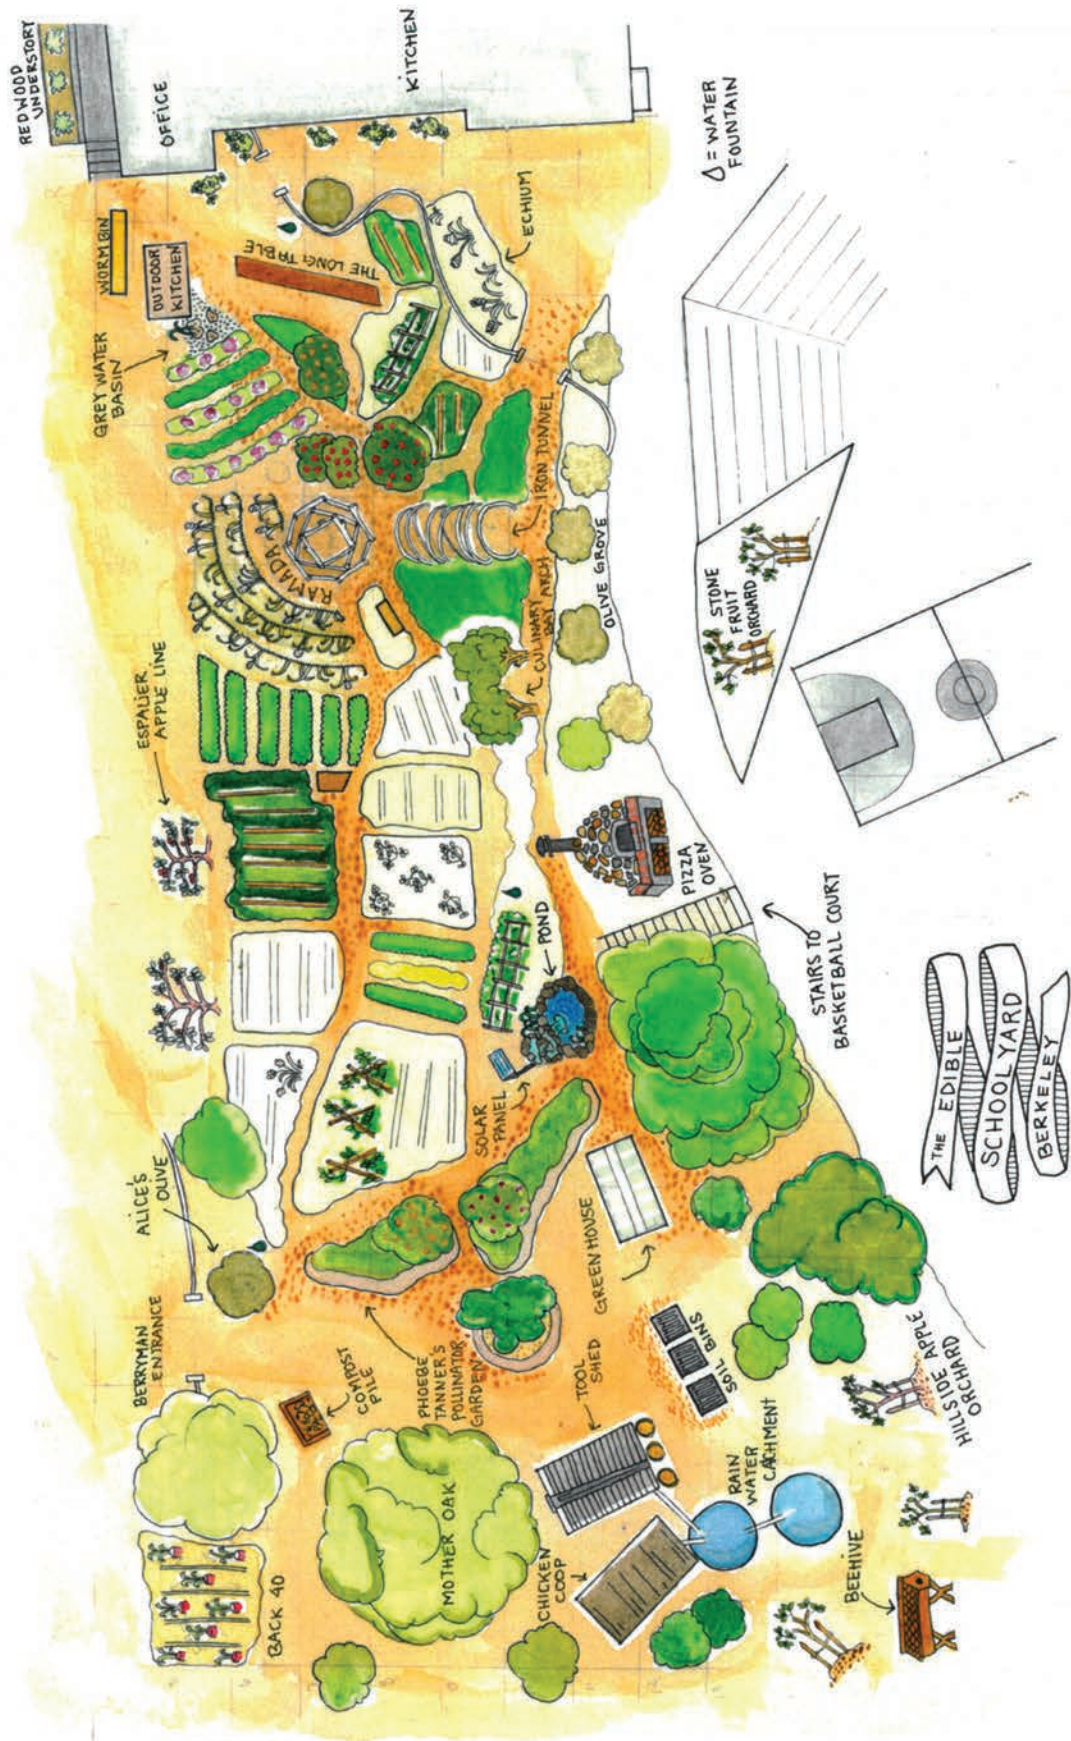 BACK 40
BERRYMAN
ENTRANCE
ALICE'S
OLIVE
ESPALIER
APPLE LINE
GREY WATER
BASIN
WORM BIN
REDWOOD
UNDERSTORY
OUTDOOR
KITCHEN
OFFICE
KITCHEN
THE LONG TABLE
RAMADA
ECHIUM
IRON TUNNEL
CULINARY
BAY ARCH
OLIVE GROVE
COMPOST
PILE
MOTHER OAK
PHOEBE
TANNER'S
POLLINATOR
GARDEN
SOLAR
PANEL
POND
PIZZA
OVEN
CHICKEN
COOP
TOOL
SHED
GREEN HOUSE
SOIL BINS
RAIN
WATER
CACHMENT
BEEHIVE
HILLSIDE APPLE
ORCHARD
STAIRS TO
BASKETBALL COURT
STONE
FRUIT
ORCHARD
Δ = WATER
FOUNTAIN
THE EDIBLE
SCHOOLYARD
BERKELEY